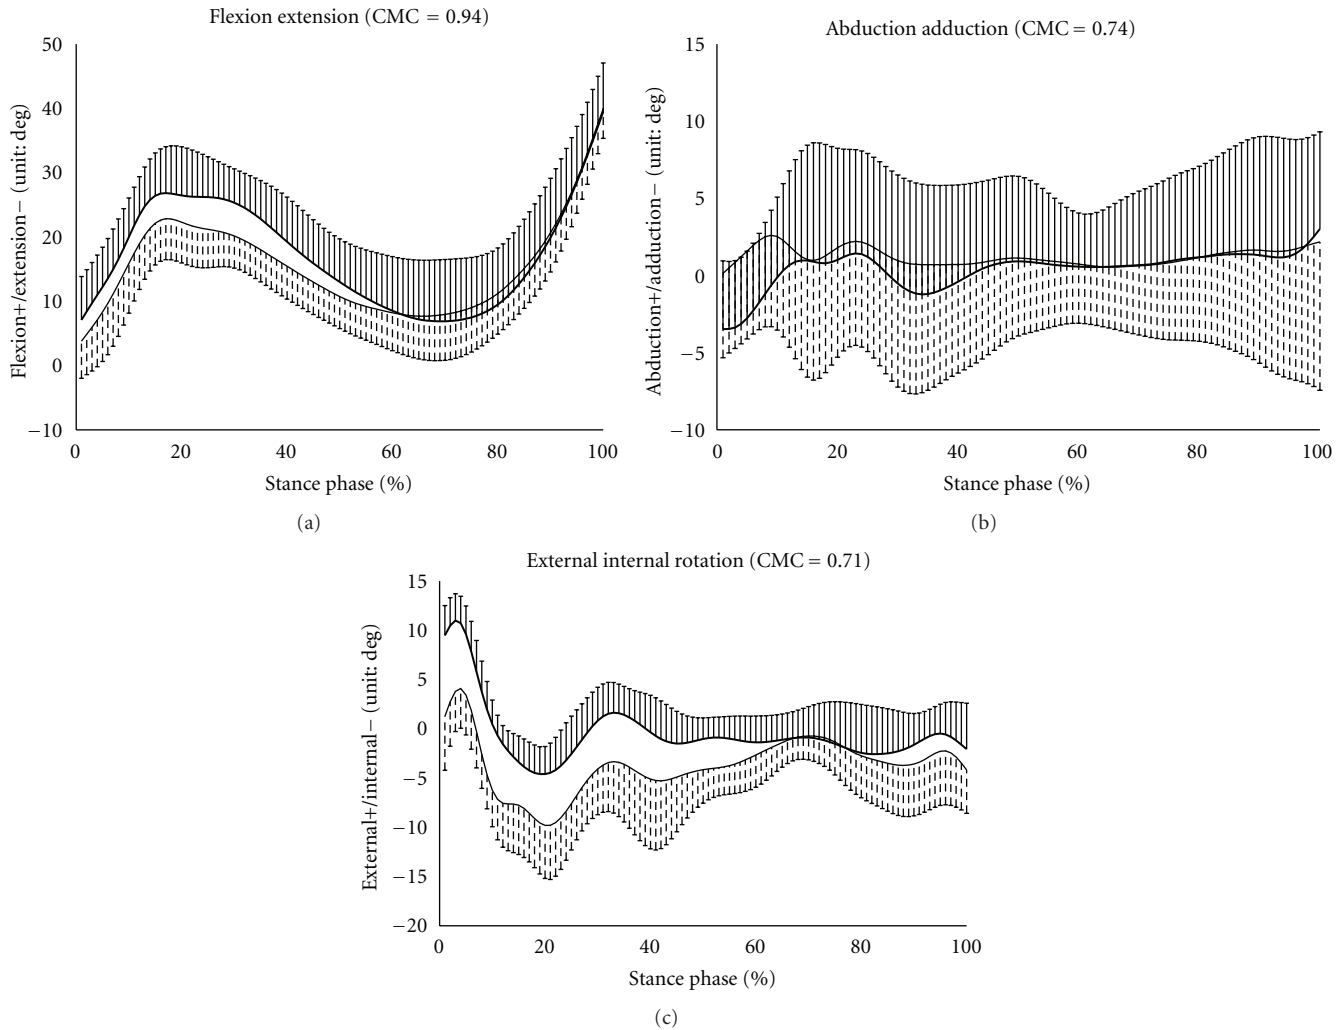 Flexion extension (CMC = 0.94)
50
40
30
20
10
0
−10
Flexion+/extension− (unit: deg)
0 20 40 60 80 100
Stance phase (%)
(a)
Abduction adduction (CMC = 0.74)
15
10
5
0
−5
−10
Abduction+/adduction− (unit: deg)
0 20 40 60 80 100
Stance phase (%)
(b)
External internal rotation (CMC = 0.71)
15
10
5
0
−5
−10
−15
−20
External+/internal− (unit: deg)
0 20 40 60 80 100
Stance phase (%)
(c)